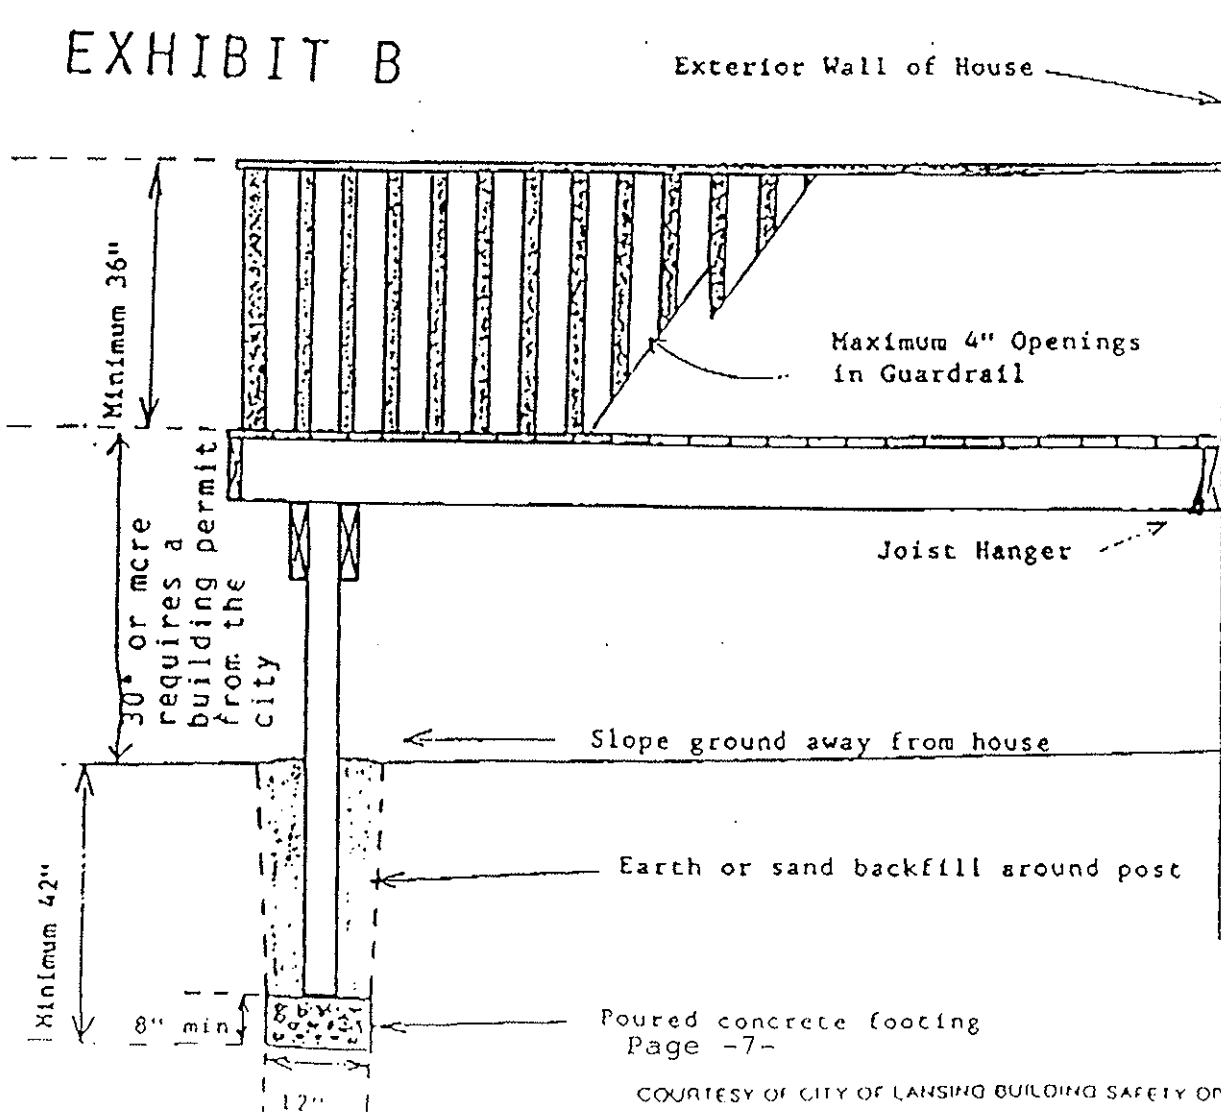 EXHIBIT B
Exterior Wall of House
Minimum 36"
Maximum 4" Openings
in Guardrail
30" or more
requires a
building permit
from the
city
Joist Hanger
Slope ground away from house
Earth or sand backfill around post
Minimum 42"
8" min
Poured concrete footing
Page -7-
12"
COURTESY OF CITY OF LANSING BUILDING SAFETY